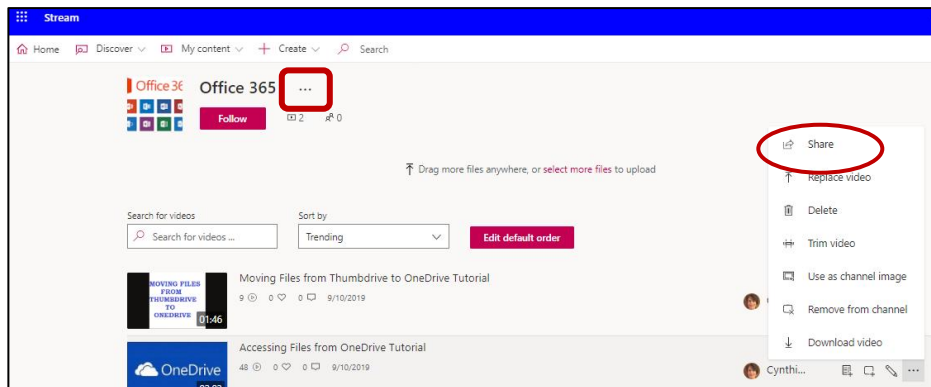 Stream
Home Discover My content Create Search
Office 36
Office 365 ...
Follow 2 0
Drag more files anywhere, or select more files to upload
Search for videos Sort by
Search for videos ... Trending Edit default order
MOVING FILES
FROM
THUMBDRIVE
TO
ONEDRIVE
01:46
Moving Files from Thumbdrive to OneDrive Tutorial
9 0 0 9/10/2019
OneDrive
Accessing Files from OneDrive Tutorial
48 0 0 9/10/2019
Cynthi... ...
Share
Replace video
Delete
Trim video
Use as channel image
Remove from channel
Download video